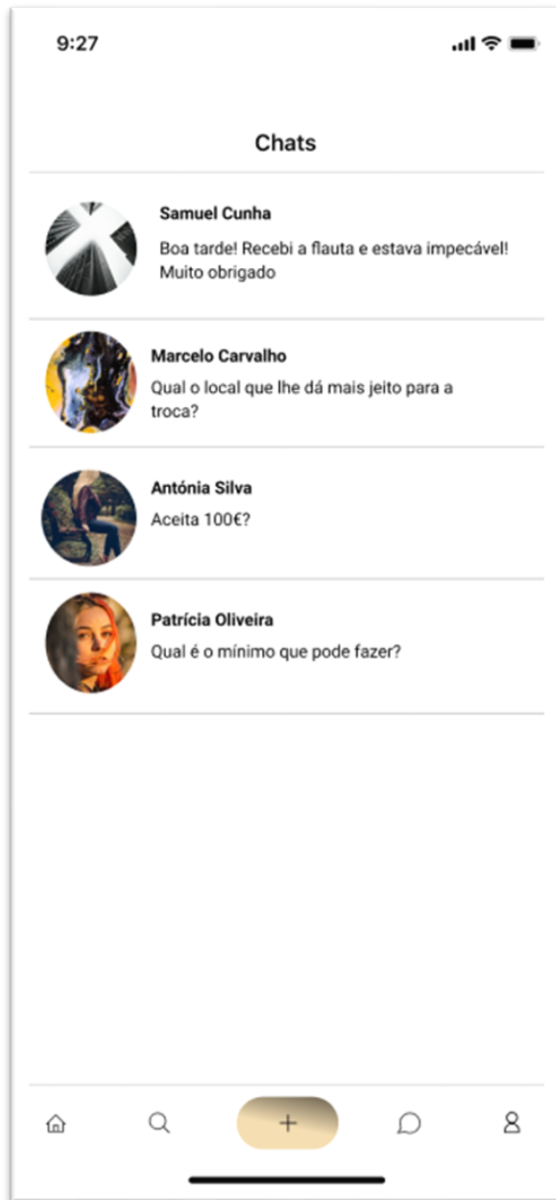 9:27
Chats
Samuel Cunha
Boa tarde! Recebi a flauta e estava impecável!
Muito obrigado
Marcelo Carvalho
Qual o local que lhe dá mais jeito para a
troca?
Antónia Silva
Aceita 100€?
Patrícia Oliveira
Qual é o mínimo que pode fazer?